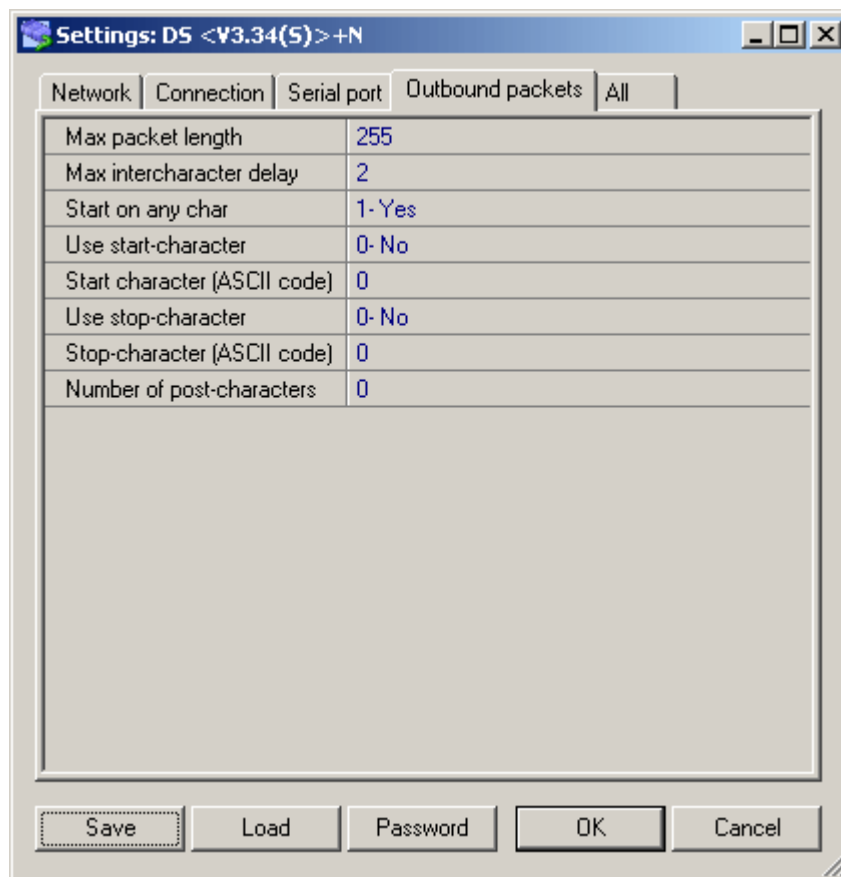 Settings: DS <V3.34(S)>+N
Network Connection Serial port Outbound packets All
Max packet length 255
Max intercharacter delay 2
Start on any char 1- Yes
Use start-character 0- No
Start character (ASCII code) 0
Use stop-character 0- No
Stop-character (ASCII code) 0
Number of post-characters 0
Save Load Password OK Cancel